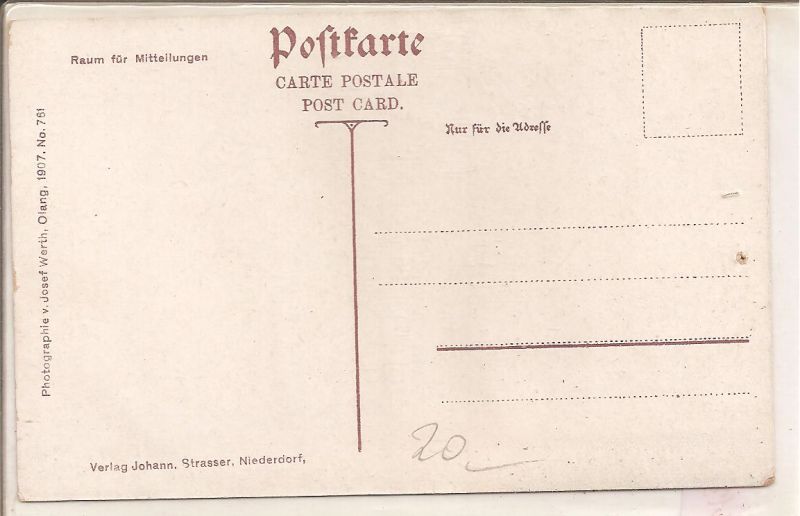 Raum für Mitteilungen
Postkarte
CARTE POSTALE
POST CARD.
Nur für die Adresse
Photographie v. Josef Werth, Olang, 1907. No. 761
Verlag Johann. Strasser, Niederdorf,
20